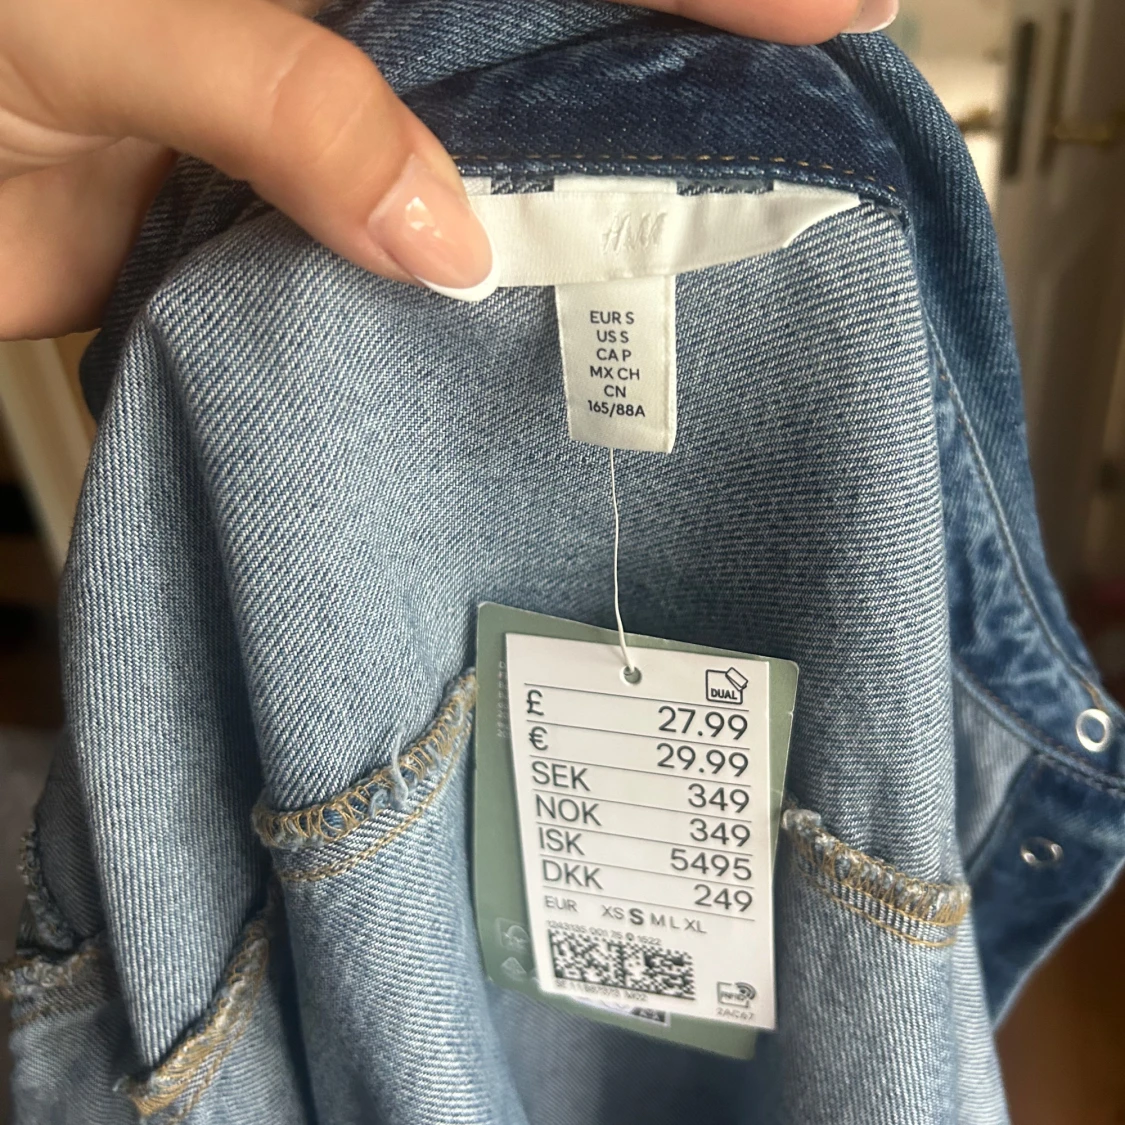 H&M
EUR S
US S
CA P
MX CH
CN
165/88A
DUAL
£ 27.99
€ 29.99
SEK 349
NOK 349
ISK 5495
DKK 249
EUR XS S M L XL
RFID